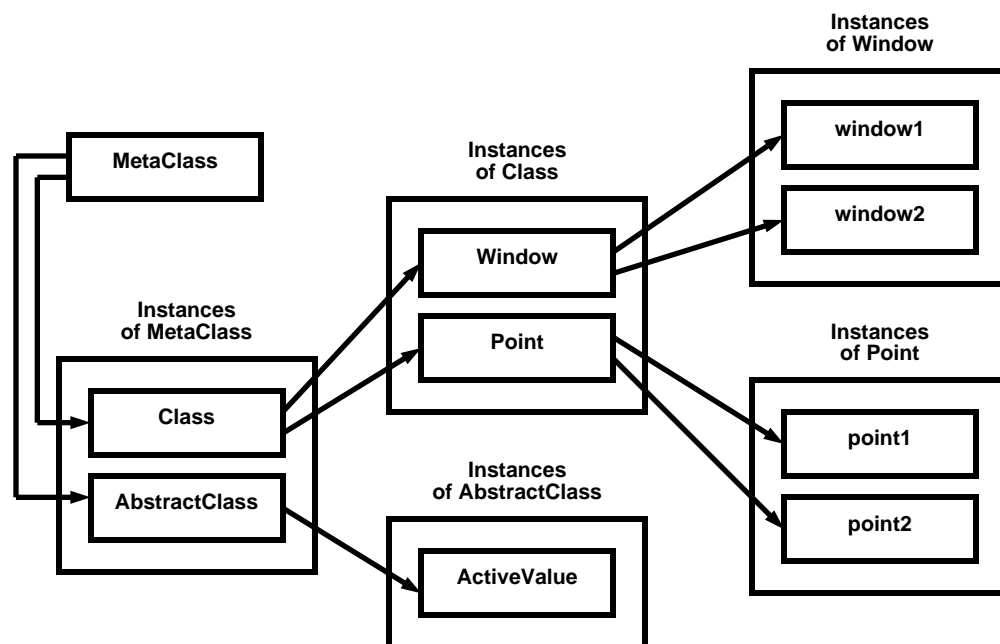 MetaClass
Instances
of MetaClass
Class
AbstractClass
Instances
of Class
Window
Point
Instances
of AbstractClass
ActiveValue
Instances
of Window
window1
window2
Instances
of Point
point1
point2